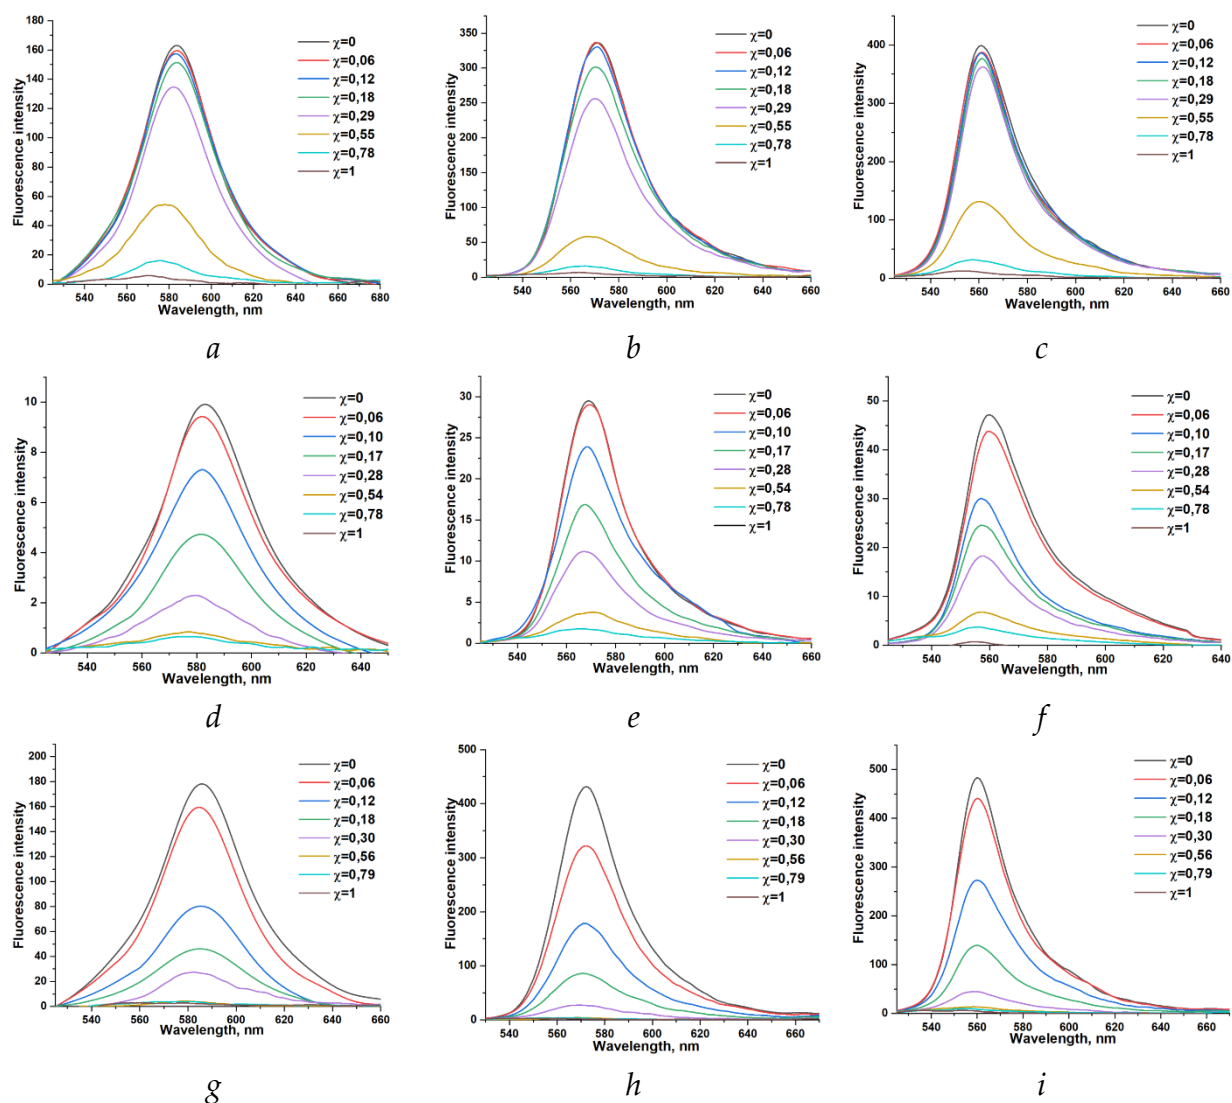 Fluorescence intensity
180
160
140
120
100
80
60
40
20
0
540 560 580 600 620 640 660 680
Wavelength, nm
χ=0
χ=0,06
χ=0,12
χ=0,18
χ=0,29
χ=0,55
χ=0,78
χ=1
a
Fluorescence intensity
350
300
250
200
150
100
50
0
540 560 580 600 620 640 660
Wavelength, nm
χ=0
χ=0,06
χ=0,12
χ=0,18
χ=0,29
χ=0,55
χ=0,78
χ=1
b
Fluorescence intensity
400
300
200
100
0
540 560 580 600 620 640 660
Wavelength, nm
χ=0
χ=0,06
χ=0,12
χ=0,18
χ=0,29
χ=0,55
χ=0,78
χ=1
c
Fluorescence intensity
10
8
6
4
2
0
540 560 580 600 620 640
Wavelength, nm
χ=0
χ=0,06
χ=0,10
χ=0,17
χ=0,28
χ=0,54
χ=0,78
χ=1
d
Fluorescence intensity
30
25
20
15
10
5
0
540 560 580 600 620 640 660
Wavelength, nm
χ=0
χ=0,06
χ=0,10
χ=0,17
χ=0,28
χ=0,54
χ=0,78
χ=1
e
Fluorescence intensity
50
40
30
20
10
0
540 560 580 600 620 640
Wavelength, nm
χ=0
χ=0,06
χ=0,10
χ=0,17
χ=0,28
χ=0,54
χ=0,78
χ=1
f
Fluorescence intensity
200
180
160
140
120
100
80
60
40
20
0
540 560 580 600 620 640 660
Wavelength, nm
χ=0
χ=0,06
χ=0,12
χ=0,18
χ=0,30
χ=0,56
χ=0,79
χ=1
g
Fluorescence intensity
500
400
300
200
100
0
540 560 580 600 620 640 660
Wavelength, nm
χ=0
χ=0,06
χ=0,12
χ=0,18
χ=0,30
χ=0,56
χ=0,79
χ=1
h
Fluorescence intensity
500
400
300
200
100
0
540 560 580 600 620 640 660
Wavelength, nm
χ=0
χ=0,06
χ=0,12
χ=0,18
χ=0,30
χ=0,56
χ=0,79
χ=1
i